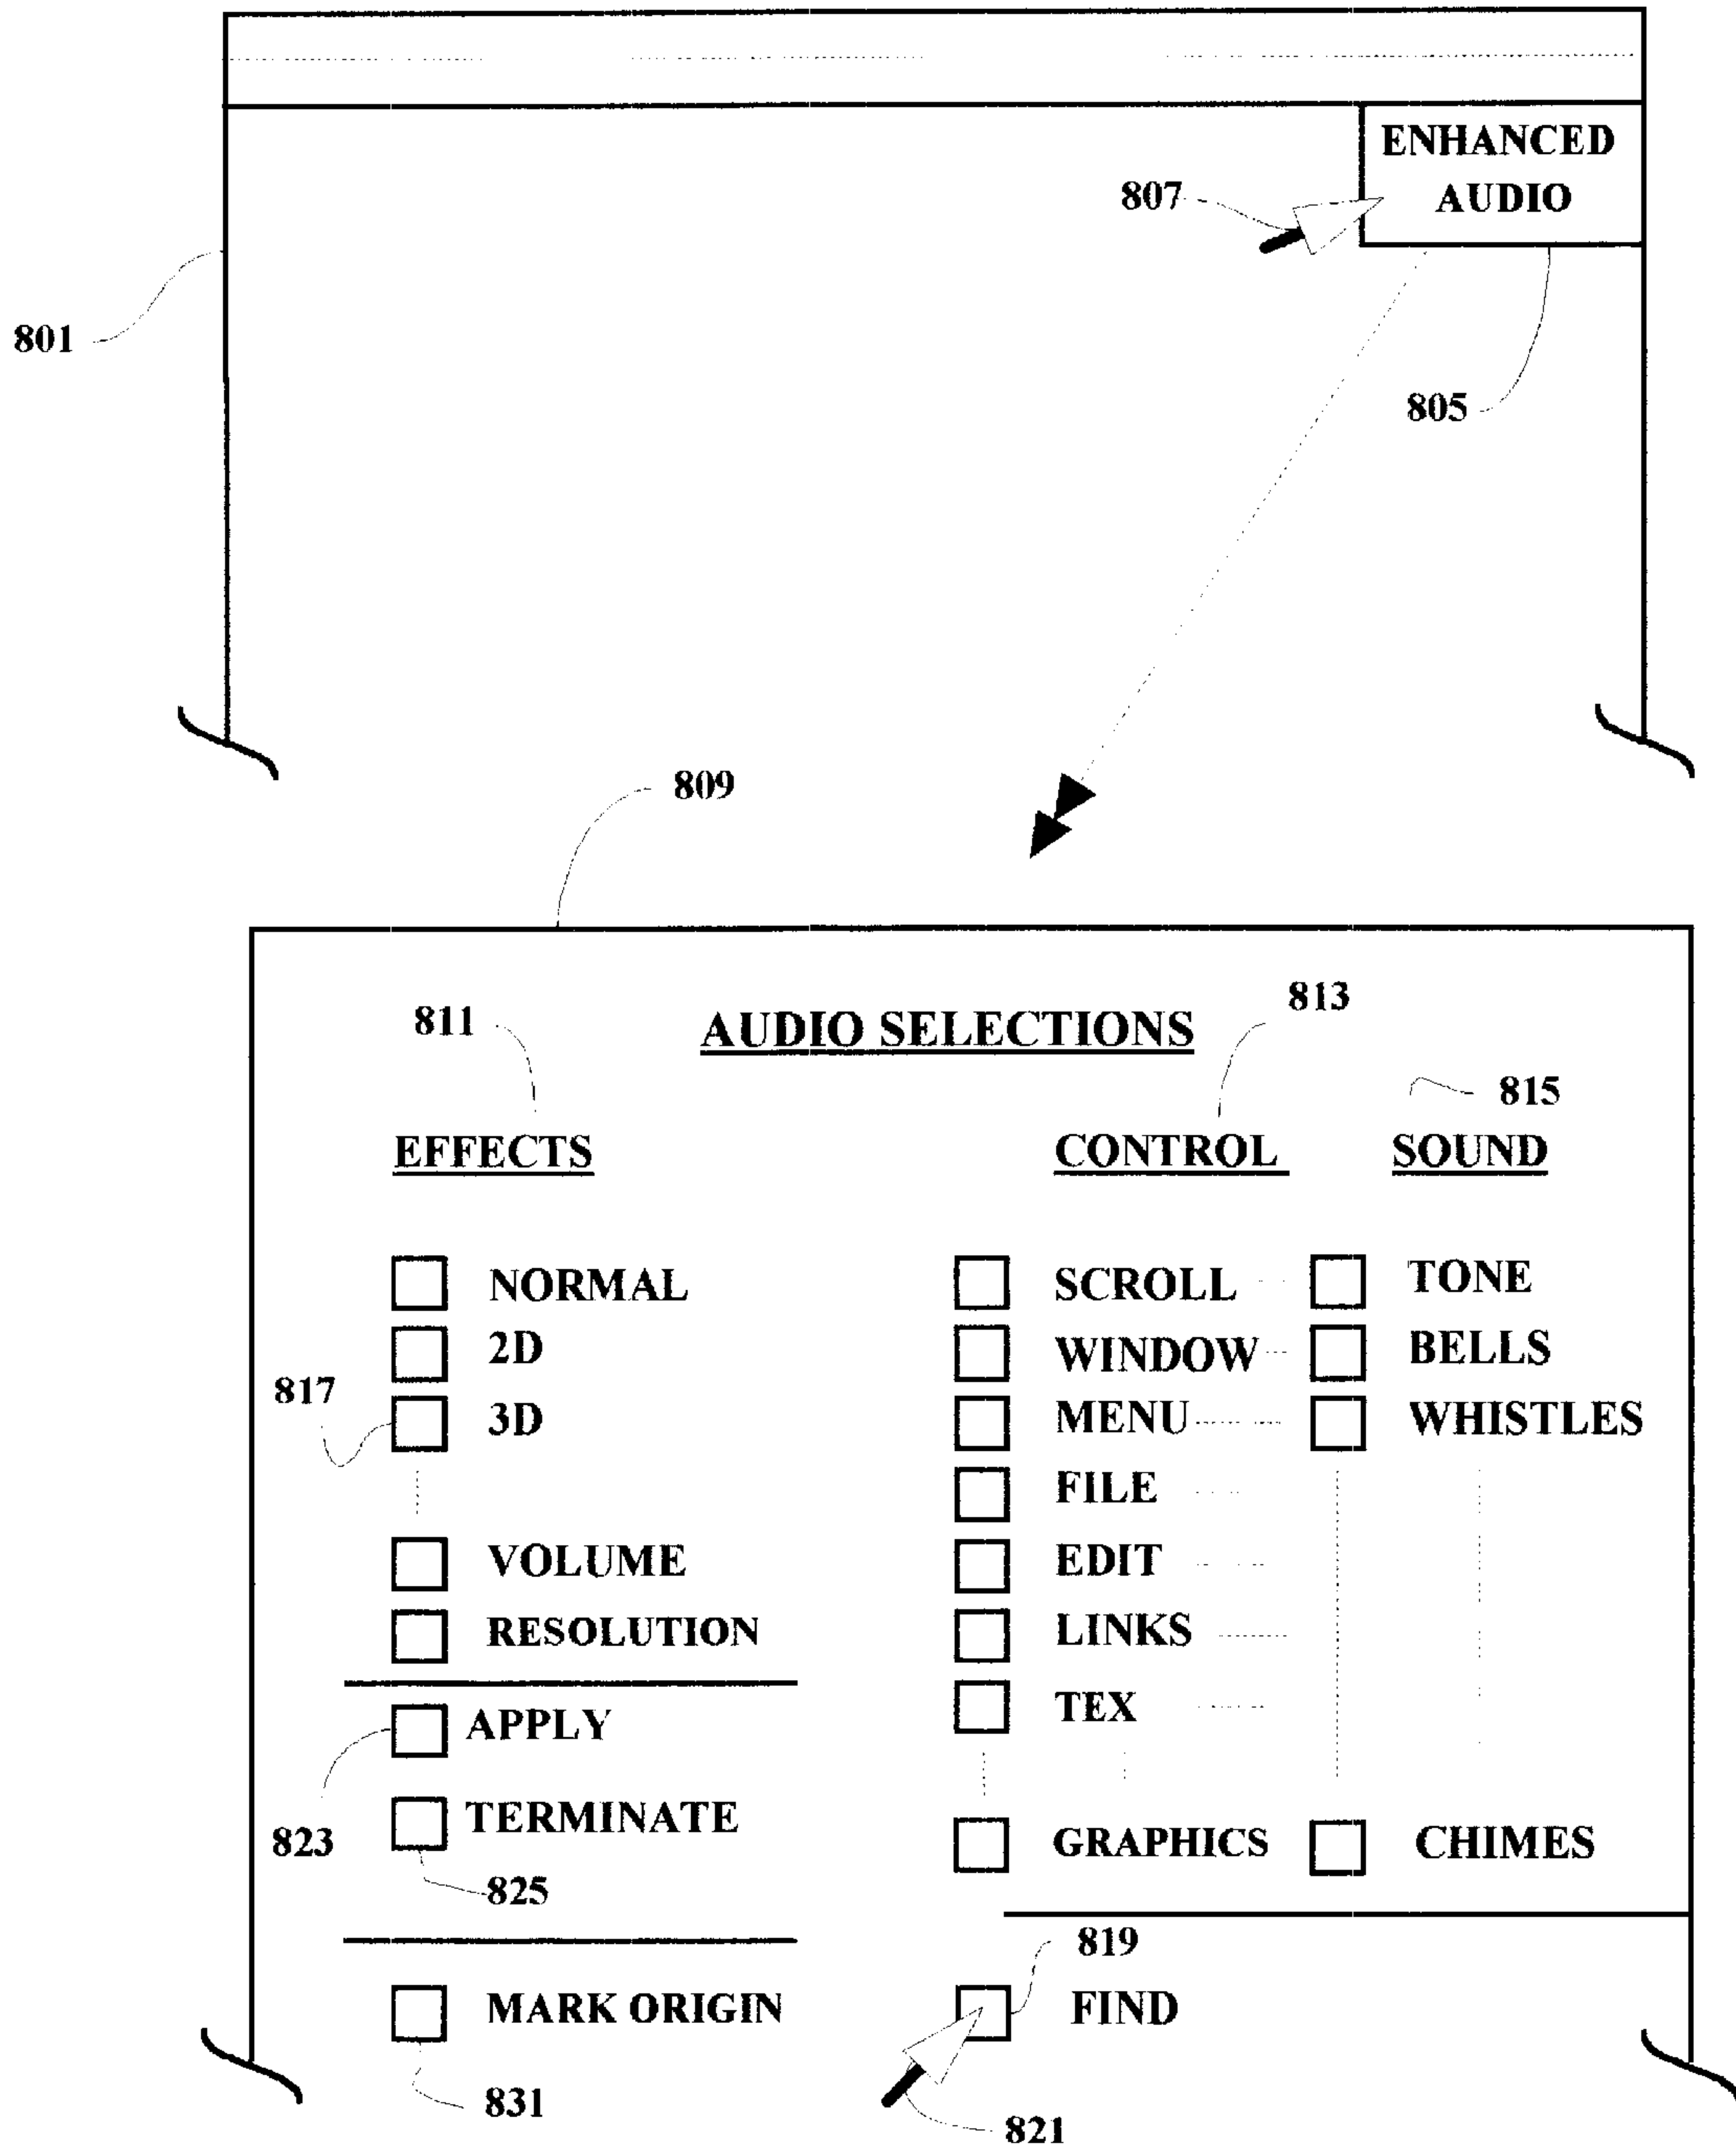 ENHANCED
AUDIO
807
801
805
809
813
811
AUDIO SELECTIONS
815
EFFECTS CONTROL SOUND
NORMAL SCROLL TONE
2D WINDOW BELLS
817
3D MENU WHISTLES
FILE
VOLUME EDIT
RESOLUTION LINKS
APPLY TEX
TERMINATE
823 GRAPHICS CHIMES
825
819
MARK ORIGIN FIND
831
821